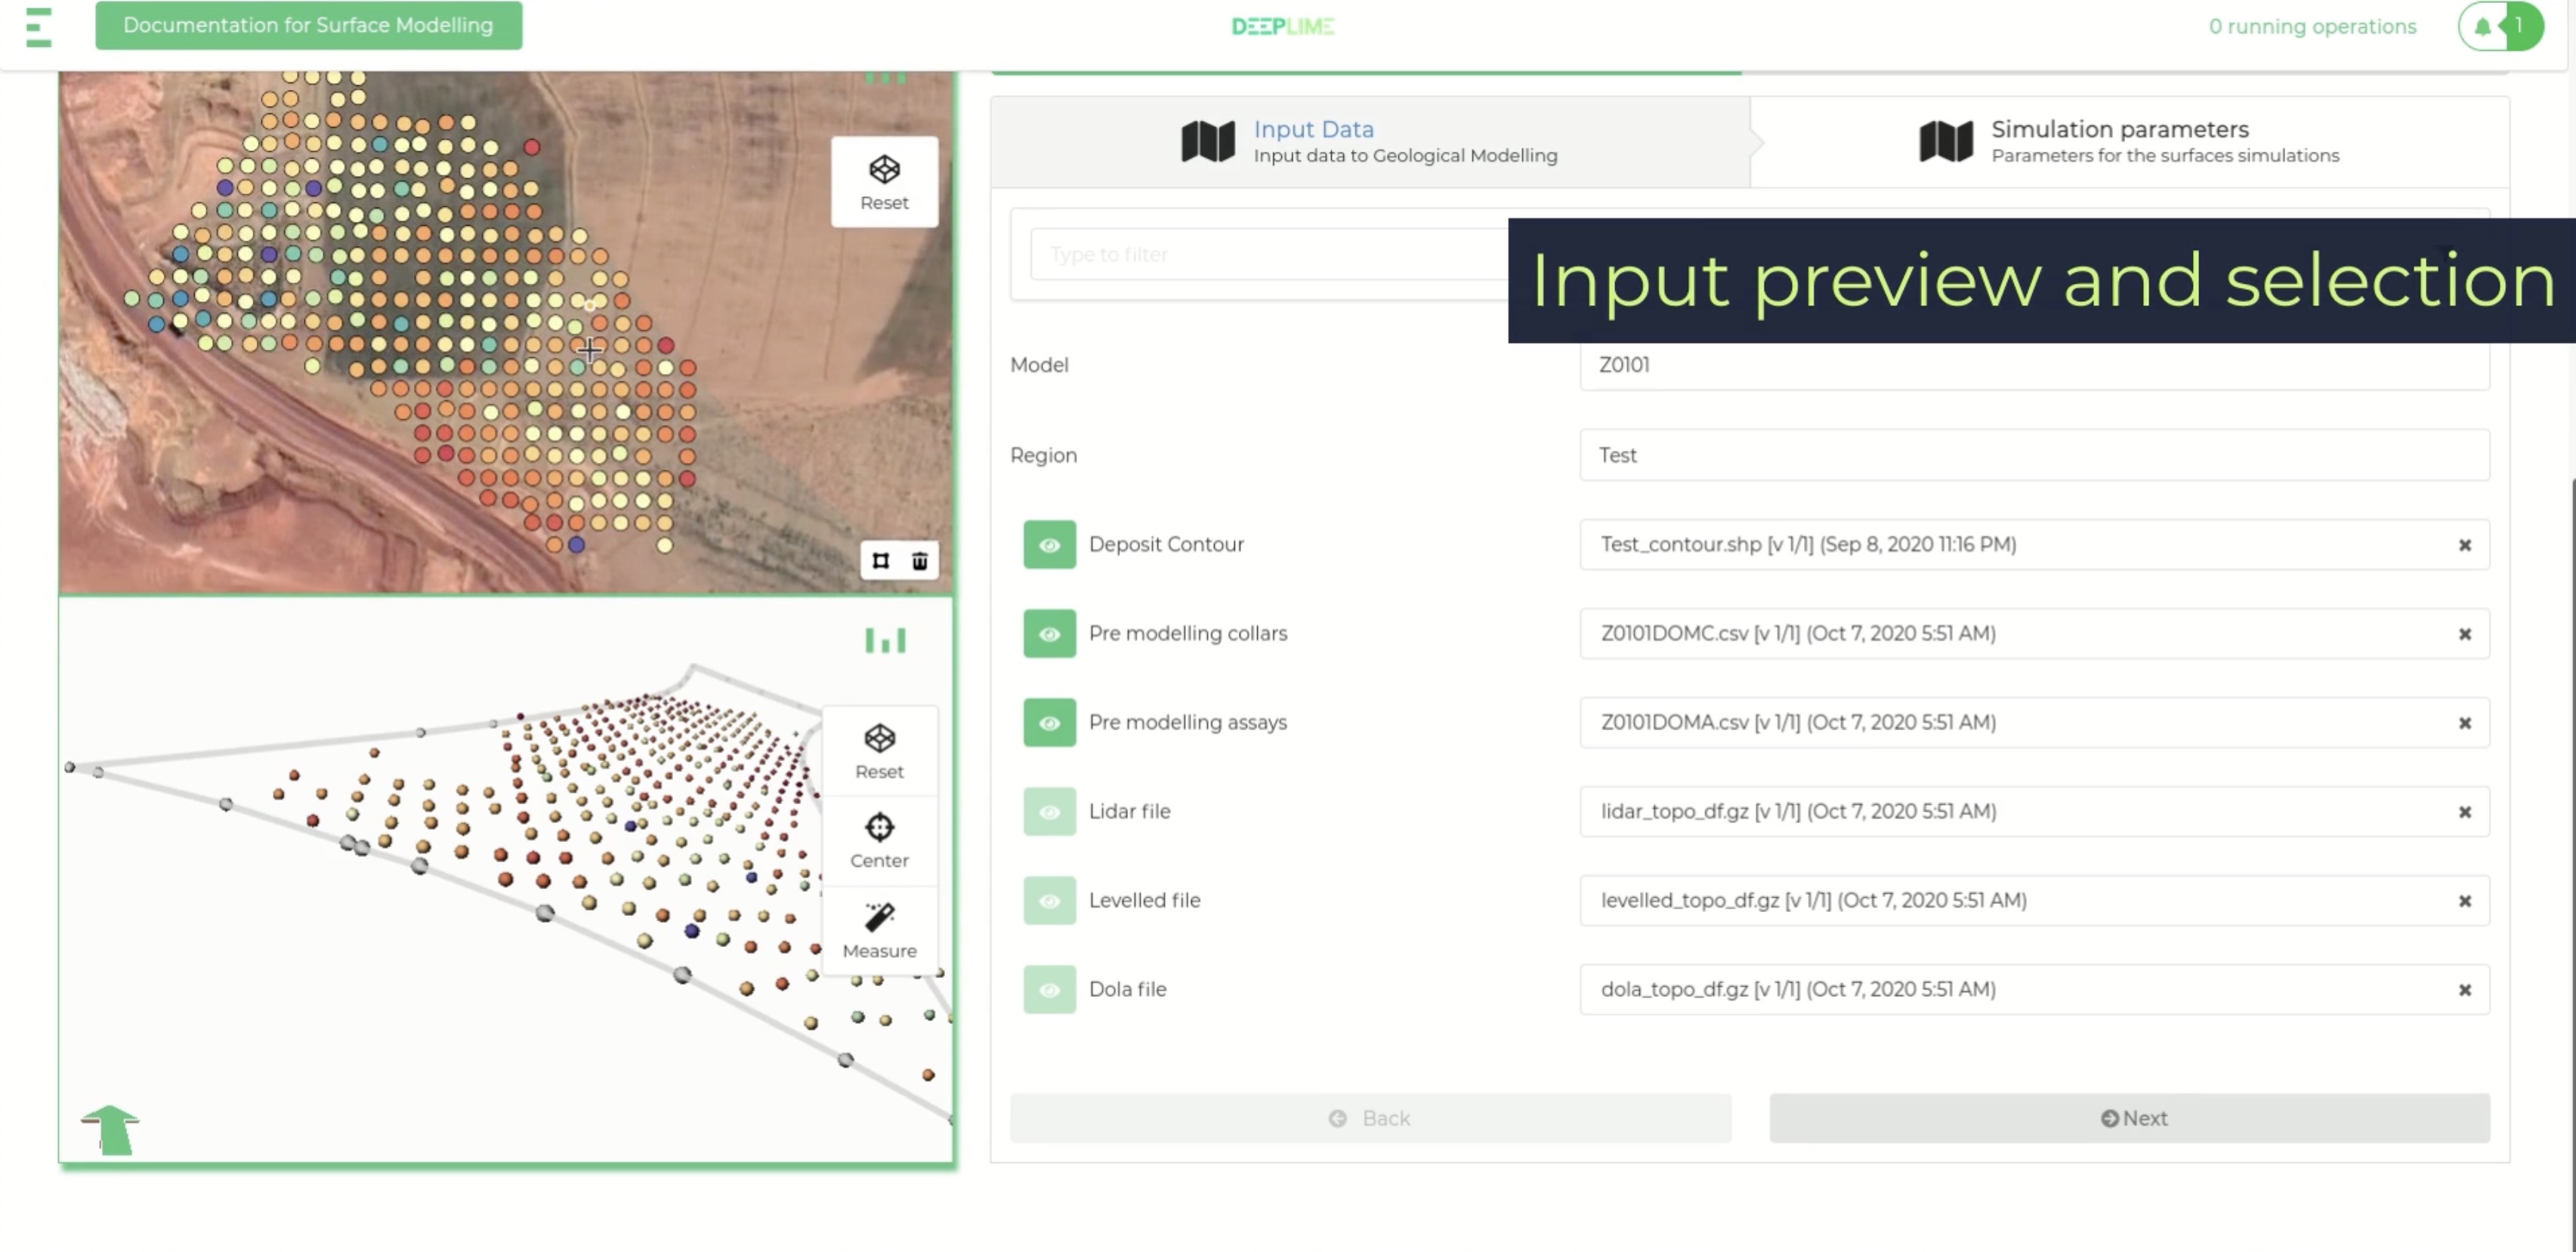 Documentation for Surface Modelling
DEEPLIME
0 running operations
1
Reset
Input Data
Input data to Geological Modelling
Simulation parameters
Parameters for the surfaces simulations
Type to filter
Input preview and selection
Model
Z0101
Region
Test
Deposit Contour
Test_contour.shp [v 1/1] (Sep 8, 2020 11:16 PM)
Pre modelling collars
Z0101DOMC.csv [v 1/1] (Oct 7, 2020 5:51 AM)
Pre modelling assays
Z0101DOMA.csv [v 1/1] (Oct 7, 2020 5:51 AM)
Lidar file
lidar_topo_df.gz [v 1/1] (Oct 7, 2020 5:51 AM)
Levelled file
levelled_topo_df.gz [v 1/1] (Oct 7, 2020 5:51 AM)
Dola file
dola_topo_df.gz [v 1/1] (Oct 7, 2020 5:51 AM)
Reset
Center
Measure
Back
Next